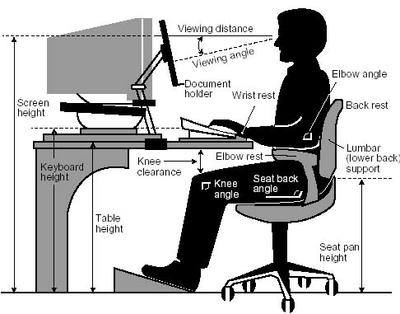 Viewing distance
Viewing angle
Document
holder
Wrist rest
Elbow angle
Back rest
Screen
height
Lumbar
(lower back)
support
Keyboard
height
Knee
clearance
Elbow rest
Knee
angle
Seat back
angle
Table
height
Seat pan
height